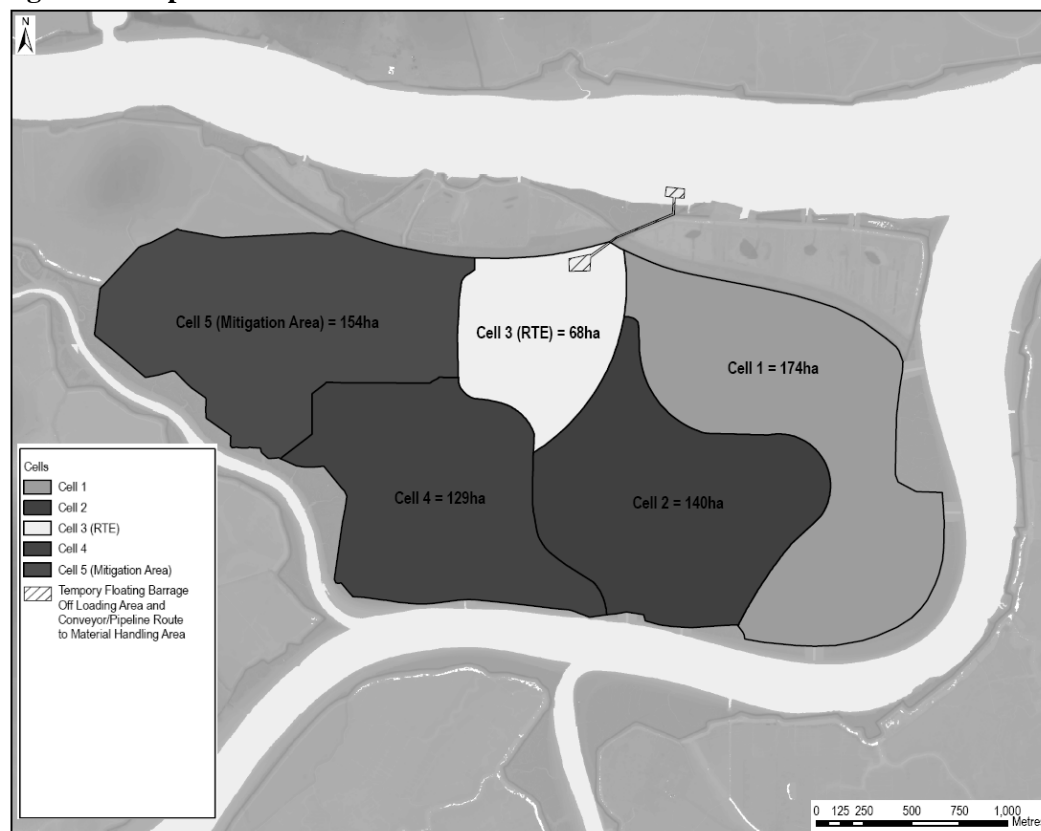 N
Cell 5 (Mitigation Area) = 154ha
Cell 3 (RTE) = 68ha
Cell 1 = 174ha
Cell 4 = 129ha
Cell 2 = 140ha
Cells
Cell 1
Cell 2
Cell 3 (RTE)
Cell 4
Cell 5 (Mitigation Area)
Tempory Floating Barrage
Off Loading Area and
Conveyor/Pipeline Route
to Material Handling Area
0 125 250 500 750 1,000
Metres